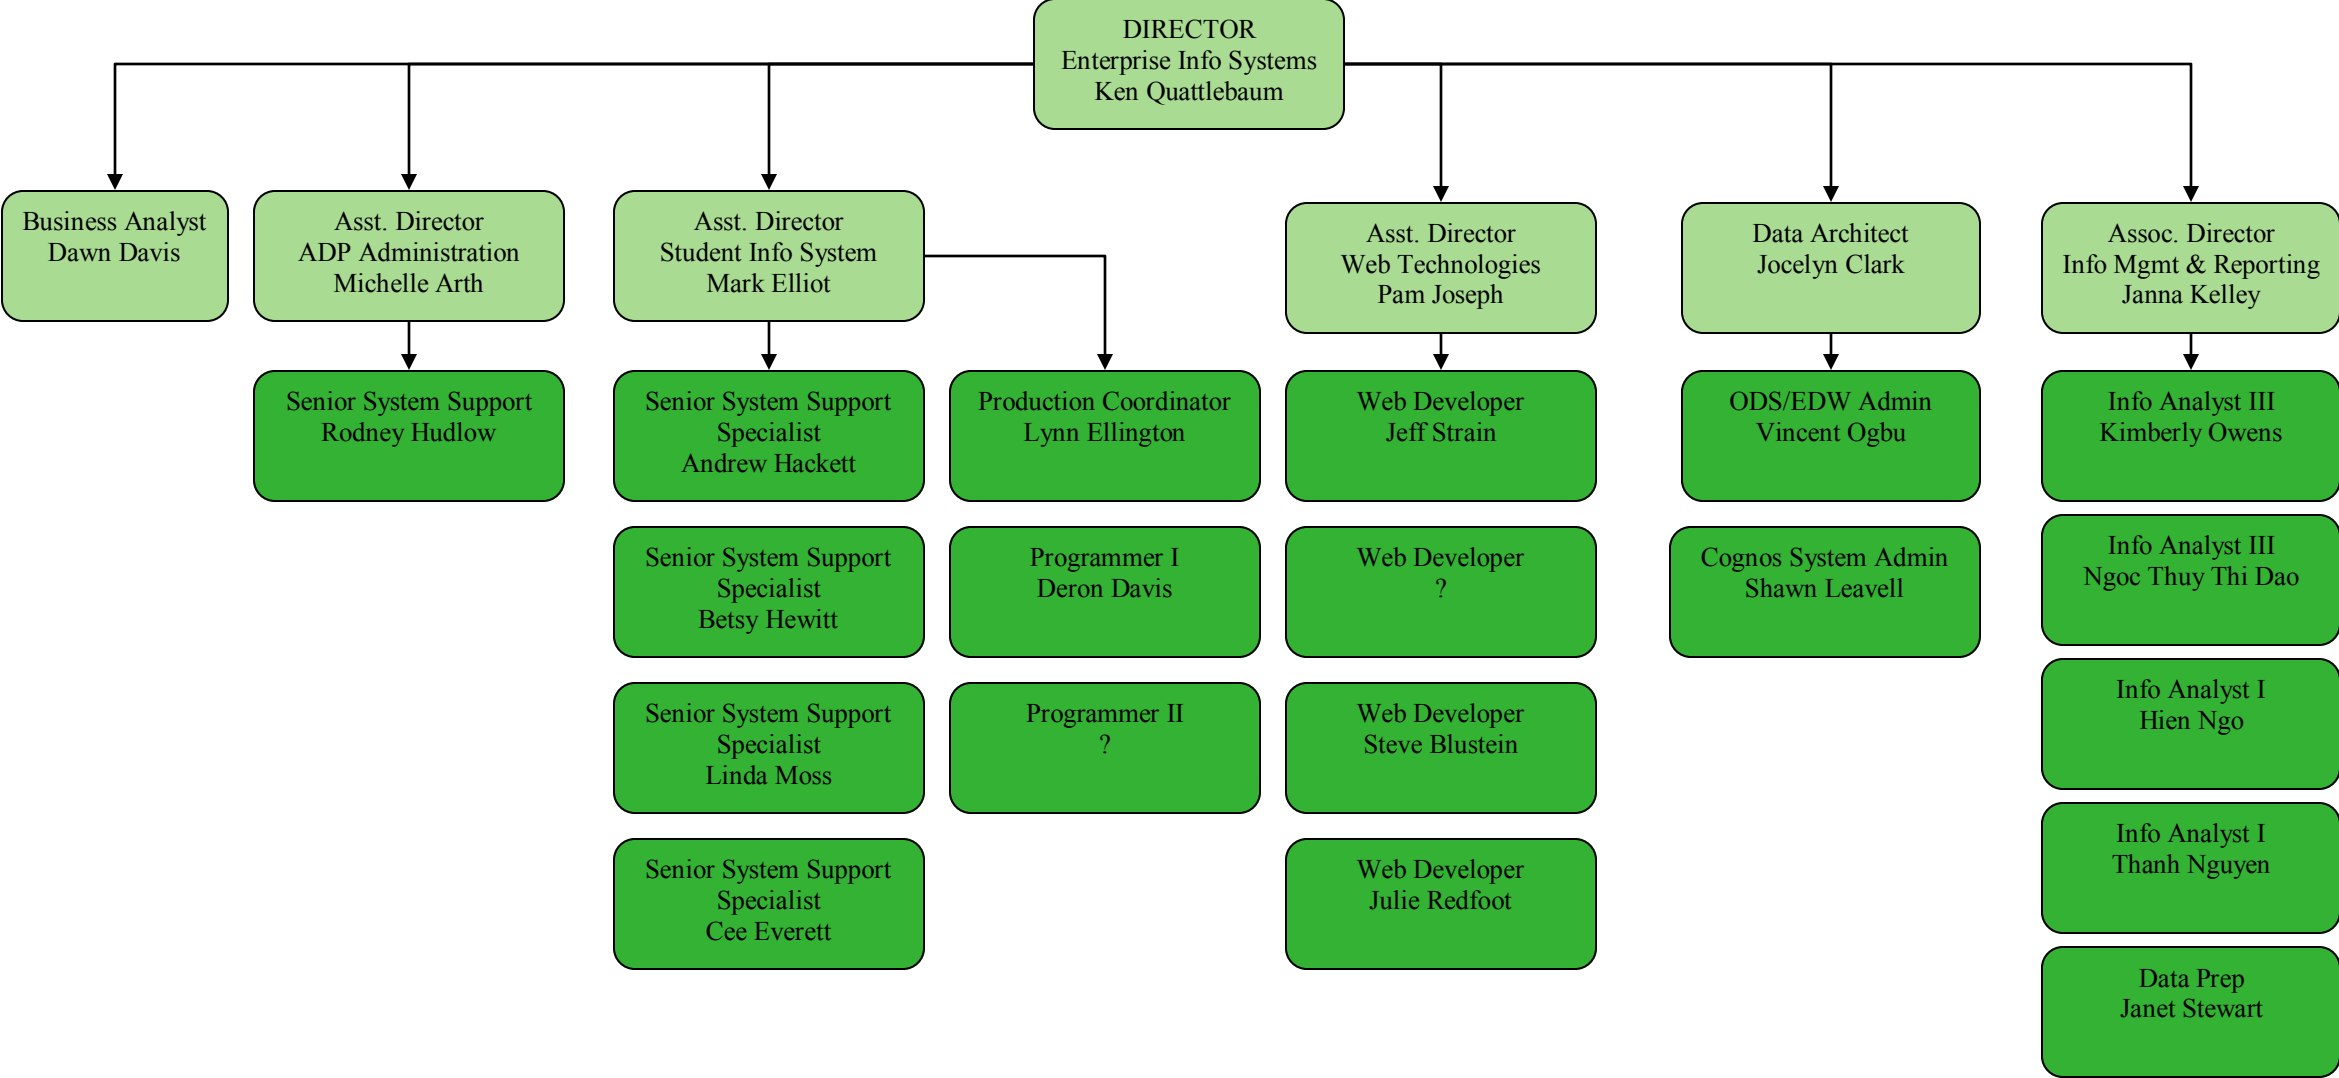 DIRECTOR
Enterprise Info Systems
Ken Quattlebaum
Business Analyst
Dawn Davis
Asst. Director
ADP Administration
Michelle Arth
Asst. Director
Student Info System
Mark Elliot
Asst. Director
Web Technologies
Pam Joseph
Data Architect
Jocelyn Clark
Assoc. Director
Info Mgmt & Reporting
Janna Kelley
Senior System Support
Rodney Hudlow
Senior System Support
Specialist
Andrew Hackett
Production Coordinator
Lynn Ellington
Web Developer
Jeff Strain
ODS/EDW Admin
Vincent Ogbu
Info Analyst III
Kimberly Owens
Senior System Support
Specialist
Betsy Hewitt
Programmer I
Deron Davis
Web Developer
?
Cognos System Admin
Shawn Leavell
Info Analyst III
Ngoc Thuy Thi Dao
Senior System Support
Specialist
Linda Moss
Programmer II
?
Web Developer
Steve Blustein
Info Analyst I
Hien Ngo
Senior System Support
Specialist
Cee Everett
Web Developer
Julie Redfoot
Info Analyst I
Thanh Nguyen
Data Prep
Janet Stewart